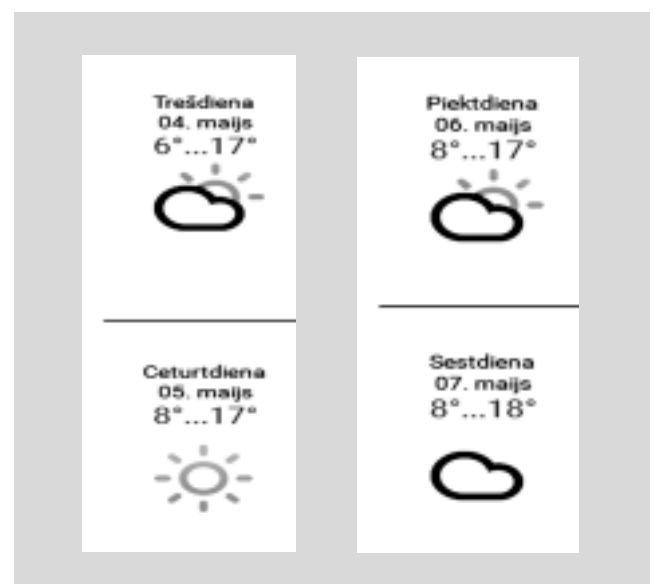 Trešdiena
04. maijs
6°...17°
Ceturtdiena
05. maijs
8°...17°
Piektdiena
06. maijs
8°...17°
Sestdiena
07. maijs
8°...18°